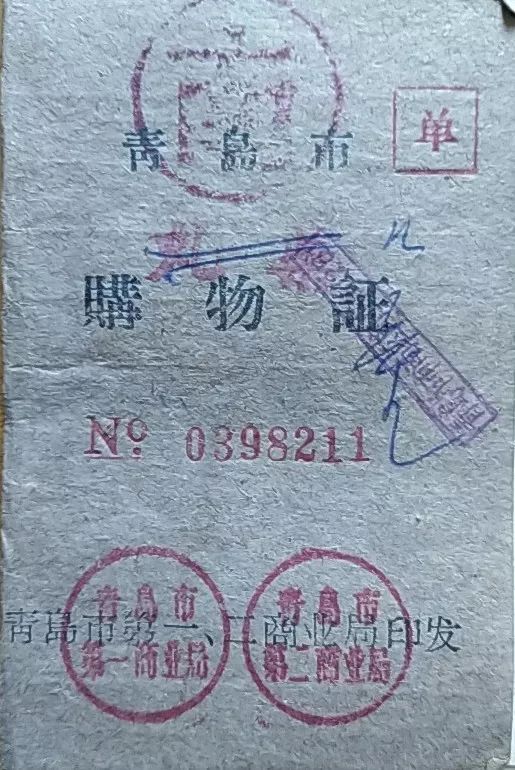 青島市
单
購物証
No 0398211
青島市第一、二商业局印发
青島市
第一商业局
青島市
第二商业局